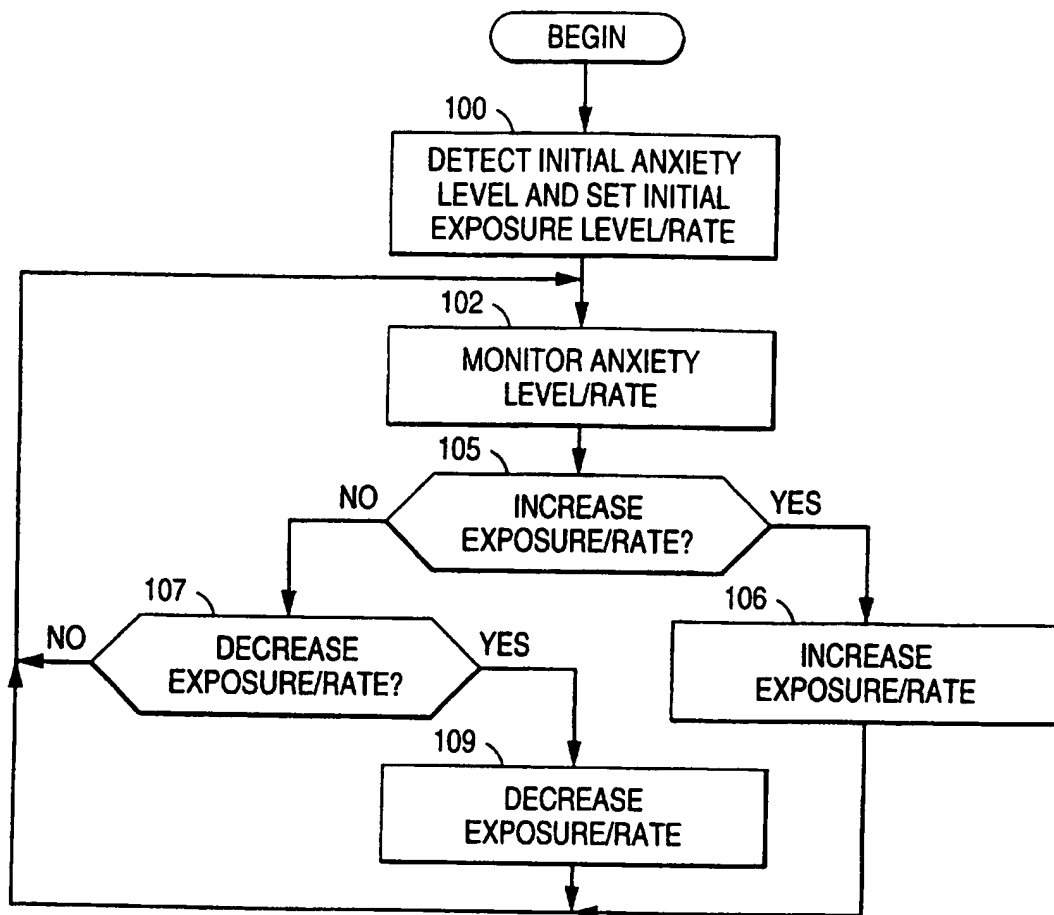 BEGIN
100
DETECT INITIAL ANXIETY
LEVEL AND SET INITIAL
EXPOSURE LEVEL/RATE
102
MONITOR ANXIETY
LEVEL/RATE
105
NO
INCREASE
EXPOSURE/RATE?
YES
107
NO
DECREASE
EXPOSURE/RATE?
YES
106
INCREASE
EXPOSURE/RATE
109
DECREASE
EXPOSURE/RATE